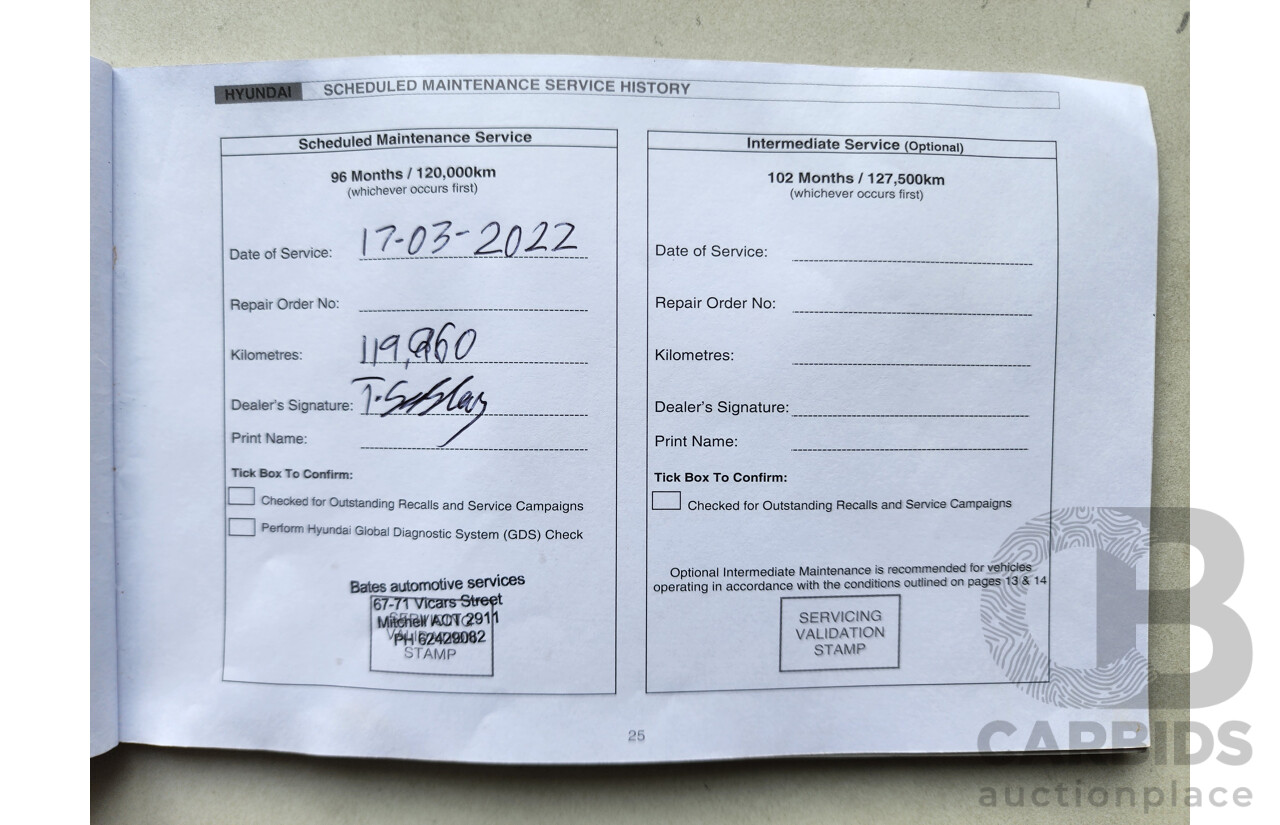 HYUNDAI SCHEDULED MAINTENANCE SERVICE HISTORY
Scheduled Maintenance Service
96 Months / 120,000km
(whichever occurs first)
Date of Service: 17-03-2022
Repair Order No:
Kilometres:
Dealer's Signature:
Print Name:
Tick Box To Confirm:
Checked for Outstanding Recalls and Service Campaigns
Perform Hyundai Global Diagnostic System (GDS) Check
Bates automotive services
67-71 Vicars Street
Mitchell ACT 2911
PH 62429062
STAMP
Intermediate Service (Optional)
102 Months / 127,500km
(whichever occurs first)
Date of Service:
Repair Order No:
Kilometres:
Dealer's Signature:
Print Name:
Tick Box To Confirm:
Checked for Outstanding Recalls and Service Campaigns
Optional Intermediate Maintenance is recommended for vehicles
operating in accordance with the conditions outlined on pages 13 & 14
SERVICING
VALIDATION
STAMP
25
CB
CARBIDS
auctionplace